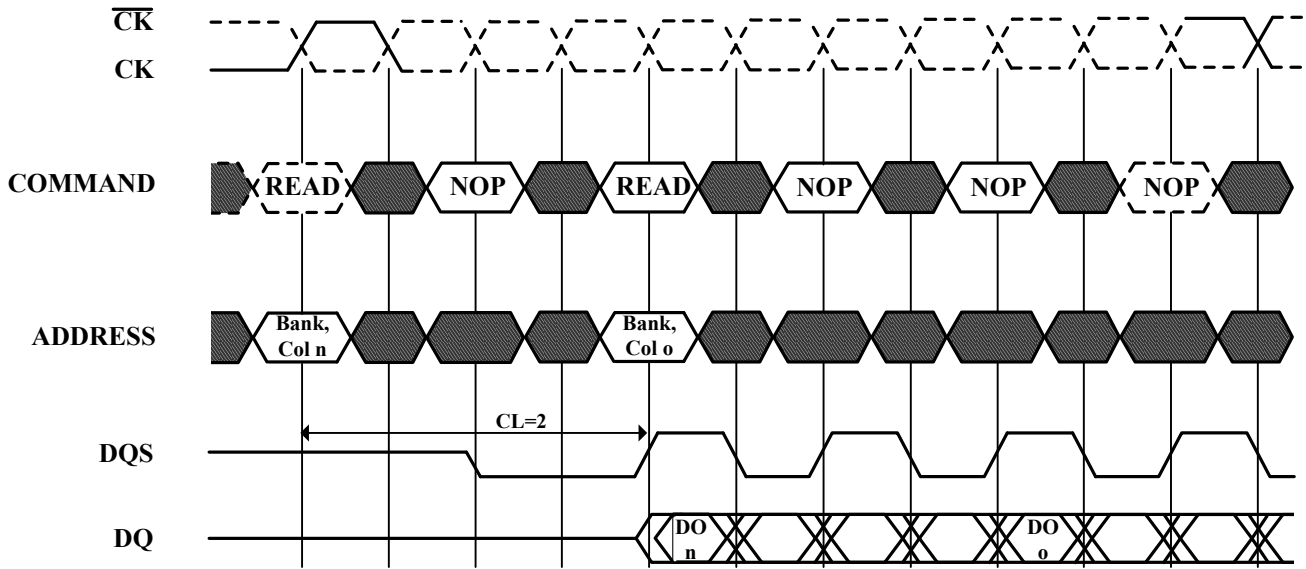 CK
CK
COMMAND
READ
NOP
READ
NOP
NOP
NOP
ADDRESS
Bank,
Col n
Bank,
Col o
CL=2
DQS
DQ
DO
n
DO
o